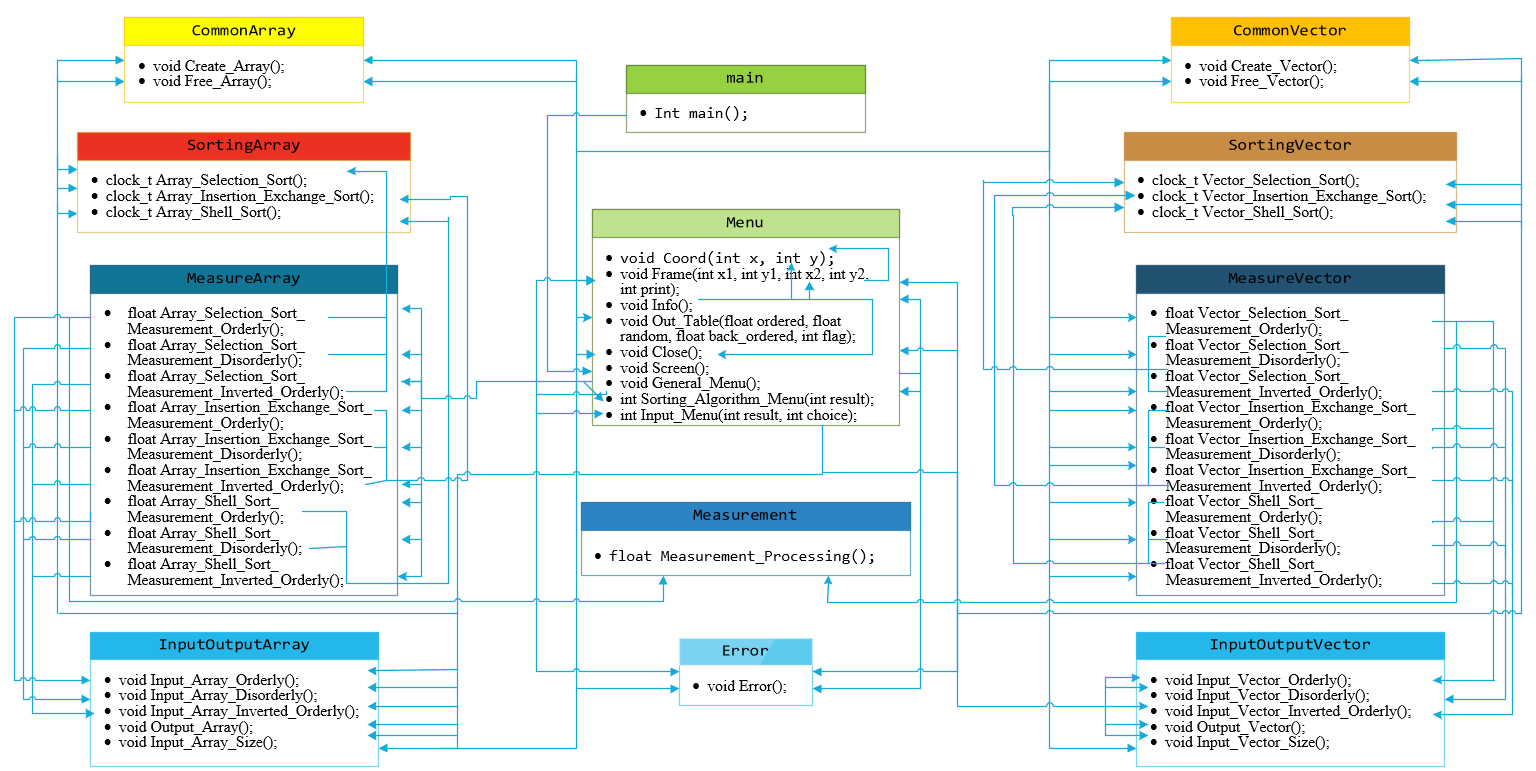 CommonArray
• void Create_Array();
• void Free_Array();
SortingArray
• clock_t Array_Selection_Sort();
• clock_t Array_Insertion_Exchange_Sort();
• clock_t Array_Shell_Sort();
MeasureArray
• float Array_Selection_Sort_
Measurement_Orderly();
• float Array_Selection_Sort_
Measurement_Disorderly();
• float Array_Selection_Sort_
Measurement_Inverted_Orderly();
• float Array_Insertion_Exchange_Sort_
Measurement_Orderly();
• float Array_Insertion_Exchange_Sort_
Measurement_Disorderly();
• float Array_Insertion_Exchange_Sort_
Measurement_Inverted_Orderly();
• float Array_Shell_Sort_
Measurement_Orderly();
• float Array_Shell_Sort_
Measurement_Disorderly();
• float Array_Shell_Sort_
Measurement_Inverted_Orderly();
InputOutputArray
• void Input_Array_Orderly();
• void Input_Array_Disorderly();
• void Input_Array_Inverted_Orderly();
• void Output_Array();
• void Input_Array_Size();
main
• Int main();
Menu
• void Coord(int x, int y);
• void Frame(int x1, int y1, int x2, int y2,
int print);
• void Info();
• void Out_Table(float ordered, float
random, float back_ordered, int flag);
• void Close();
• void Screen();
• void General_Menu();
• int Sorting_Algorithm_Menu(int result);
• int Input_Menu(int result, int choice);
Measurement
• float Measurement_Processing();
Error
• void Error();
CommonVector
• void Create_Vector();
• void Free_Vector();
SortingVector
• clock_t Vector_Selection_Sort();
• clock_t Vector_Insertion_Exchange_Sort();
• clock_t Vector_Shell_Sort();
MeasureVector
• float Vector_Selection_Sort_
Measurement_Orderly();
• float Vector_Selection_Sort_
Measurement_Disorderly();
• float Vector_Selection_Sort_
Measurement_Inverted_Orderly();
• float Vector_Insertion_Exchange_Sort_
Measurement_Orderly();
• float Vector_Insertion_Exchange_Sort_
Measurement_Disorderly();
• float Vector_Insertion_Exchange_Sort_
Measurement_Inverted_Orderly();
• float Vector_Shell_Sort_
Measurement_Orderly();
• float Vector_Shell_Sort_
Measurement_Disorderly();
• float Vector_Shell_Sort_
Measurement_Inverted_Orderly();
InputOutputVector
• void Input_Vector_Orderly();
• void Input_Vector_Disorderly();
• void Input_Vector_Inverted_Orderly();
• void Output_Vector();
• void Input_Vector_Size();